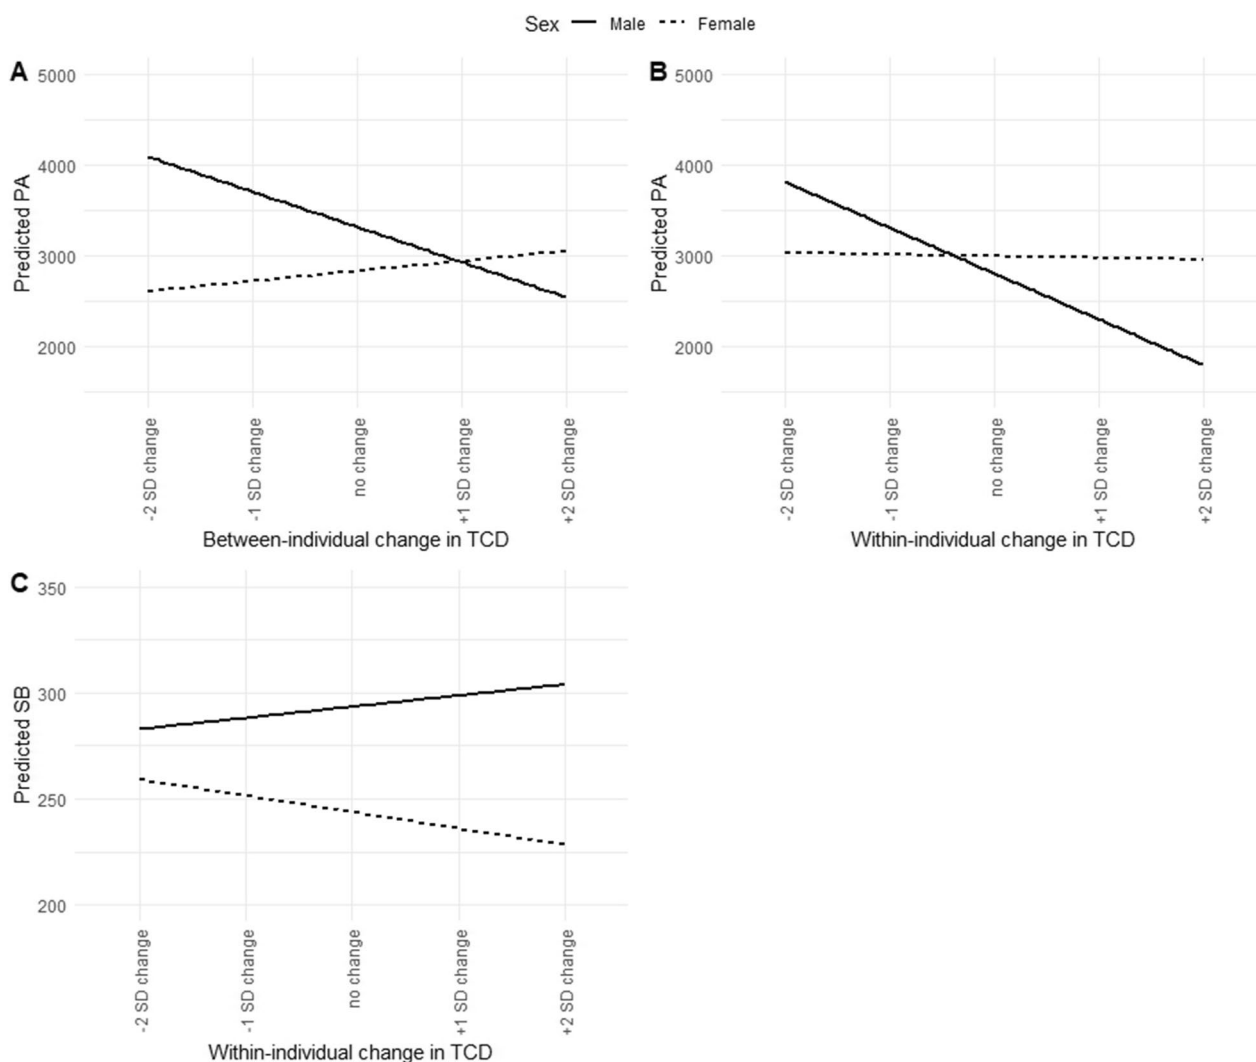 Sex Male Female
A
5000
4000
3000
2000
Predicted PA
-2 SD change
-1 SD change
no change
+1 SD change
+2 SD change
Between-individual change in TCD
B
5000
4000
3000
2000
Predicted PA
-2 SD change
-1 SD change
no change
+1 SD change
+2 SD change
Within-individual change in TCD
C
350
300
250
200
Predicted SB
-2 SD change
-1 SD change
no change
+1 SD change
+2 SD change
Within-individual change in TCD